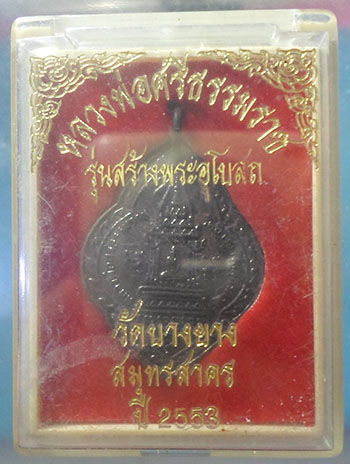 หลวงพ่อศรีธรรมราช
รุ่นสร้างพระอุโบสถ
วัดบางยาง
สมุทรสาคร
ปี 2553